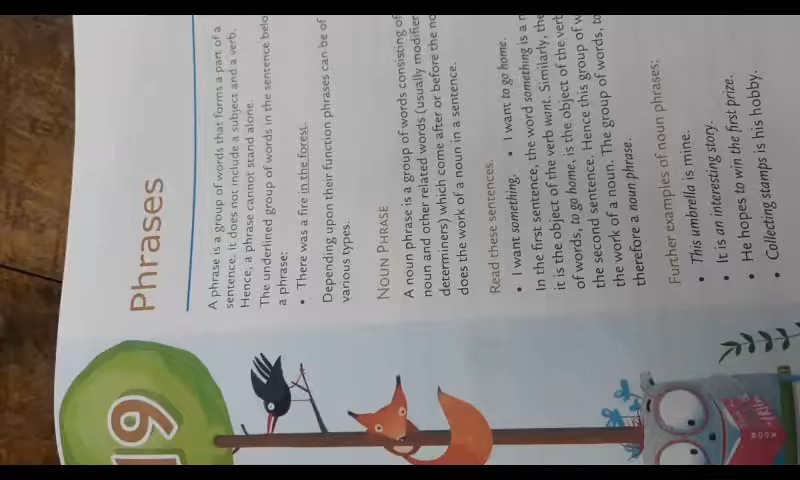 19
Phrases
A phrase is a group of words that forms a part of a
sentence. It does not include a subject and a verb.
Hence, a phrase cannot stand alone.
The underlined group of words in the sentence belo
a phrase:
• There was a fire in the forest.
Depending upon their function phrases can be of
various types.
NOUN PHRASE
A noun phrase is a group of words consisting of
noun and other related words (usually modifier
determiners) which come after or before the no
does the work of a noun in a sentence.
Read these sentences.
• I want something. • I want to go home.
In the first sentence, the word something is a n
it is the object of the verb want. Similarly, the
of words, to go home, is the object of the verb
the second sentence. Hence this group of w
the work of a noun. The group of words, to
therefore a noun phrase.
Further examples of noun phrases:
• This umbrella is mine.
• It is an interesting story.
• He hopes to win the first prize.
• Collecting stamps is his hobby.